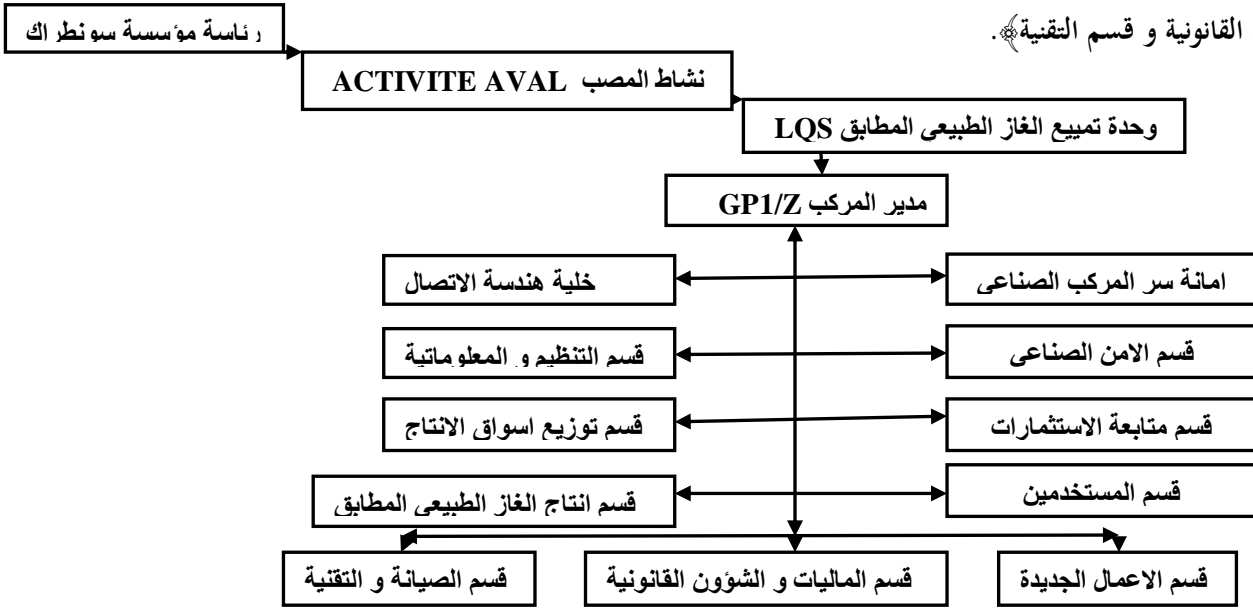 القانونية و قسم التقنية﴾.
رئاسة مؤسسة سونطراك
نشاط المصب ACTIVITE AVAL
وحدة تمييع الغاز الطبيعي المطابق LQS
مدير المركب GP1/Z
امانة سر المركب الصناعي
خلية هندسة الاتصال
قسم الامن الصناعي
قسم التنظيم و المعلوماتية
قسم متابعة الاستثمارات
قسم توزيع اسواق الانتاج
قسم المستخدمين
قسم انتاج الغاز الطبيعي المطابق
قسم الاعمال الجديدة
قسم الماليات و الشؤون القانونية
قسم الصيانة و التقنية